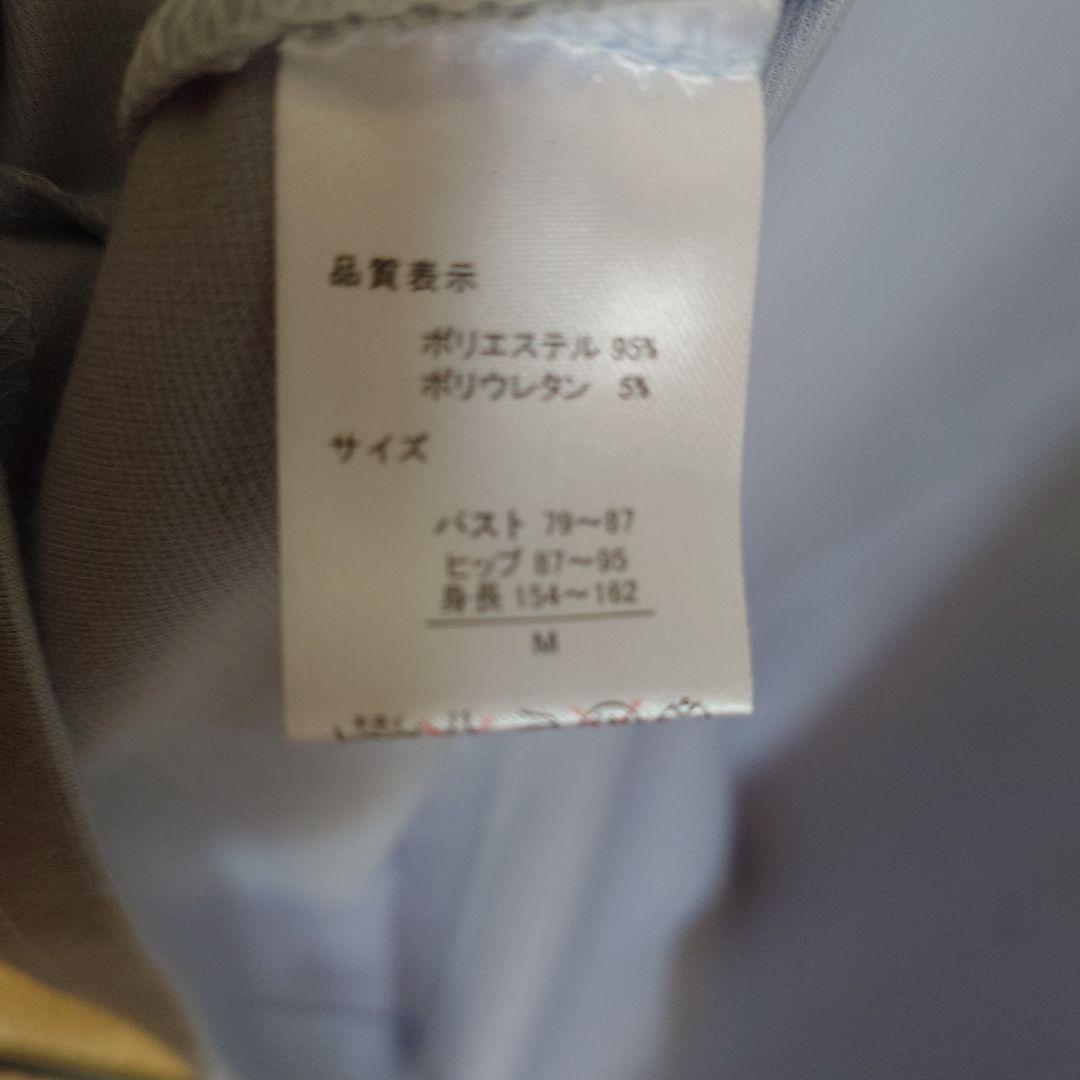 品質表示
ポリエステル 95%
ポリウレタン 5%
サイズ
バスト 79〜87
ヒップ 87〜95
身長 154〜162
M